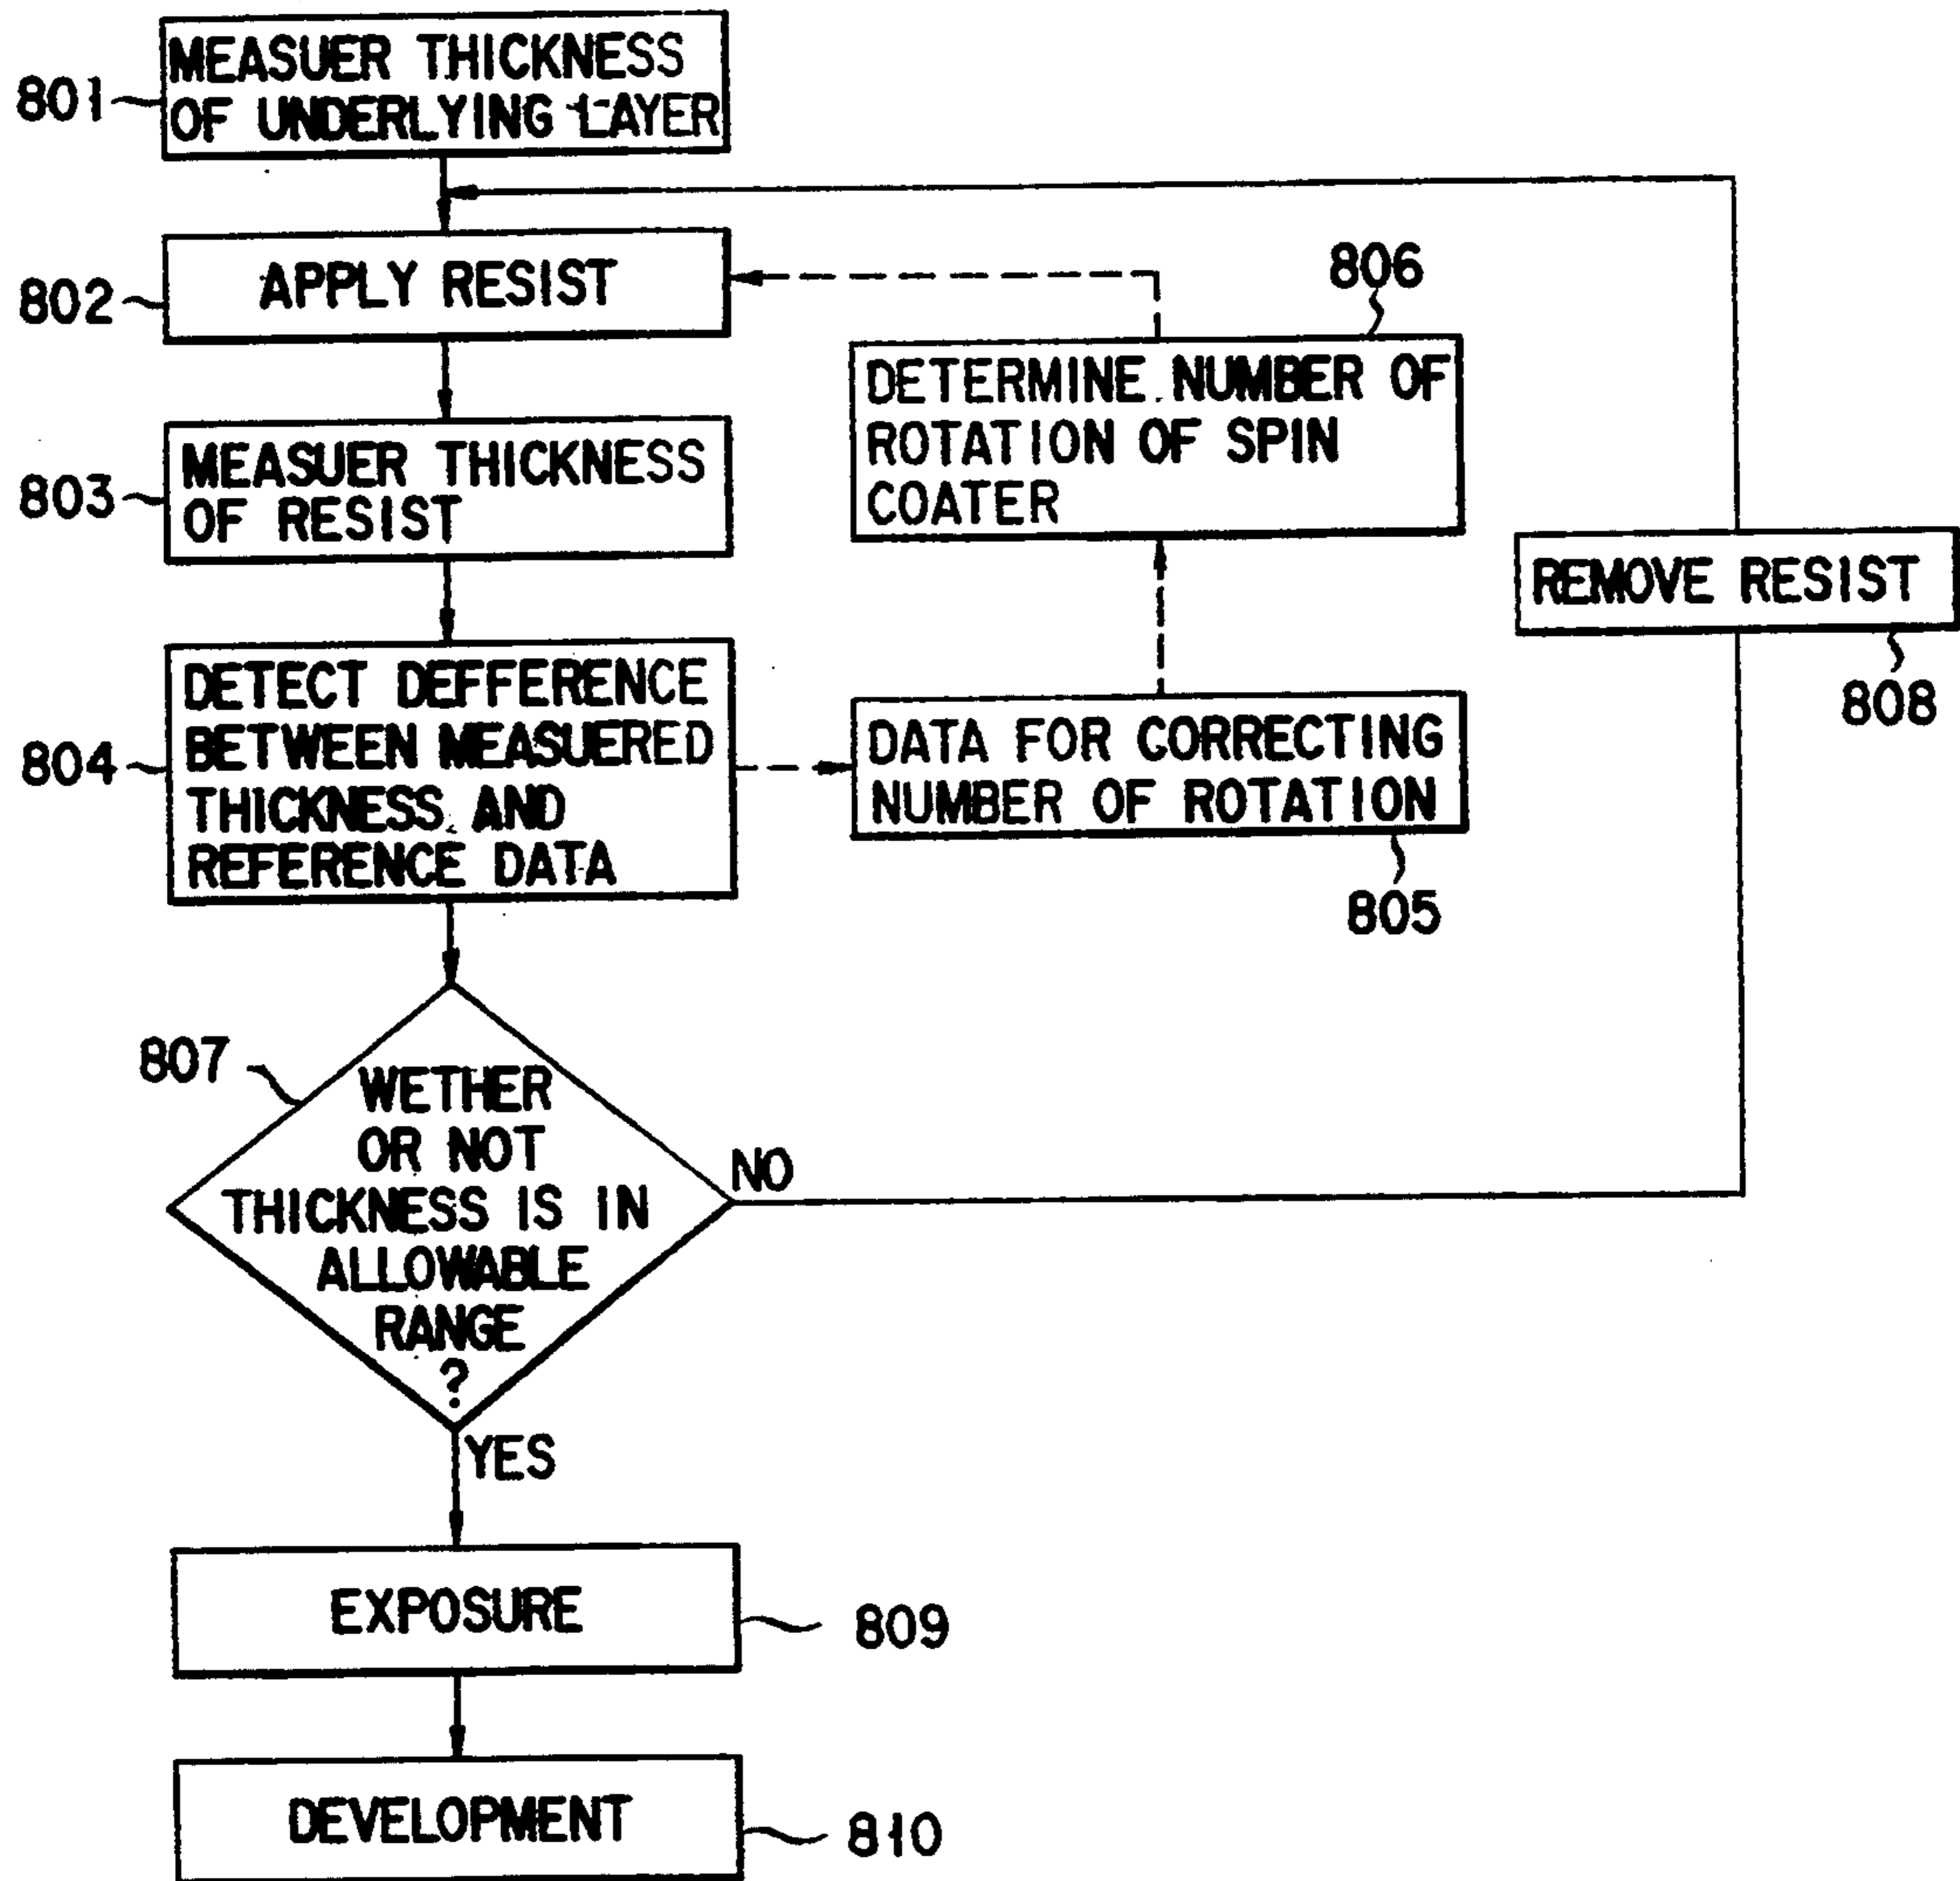 801
MEASUER THICKNESS
OF UNDERLYING LAYER
802
APPLY RESIST
806
DETERMINE NUMBER OF
ROTATION OF SPIN
COATER
803
MEASUER THICKNESS
OF RESIST
REMOVE RESIST
808
804
DETECT DEFFERENCE
BETWEEN MEASUERED
THICKNESS AND
REFERENCE DATA
DATA FOR CORRECTING
NUMBER OF ROTATION
805
807
WETHER
OR NOT
THICKNESS IS IN
ALLOWABLE
RANGE
?
NO
YES
EXPOSURE
809
DEVELOPMENT
810